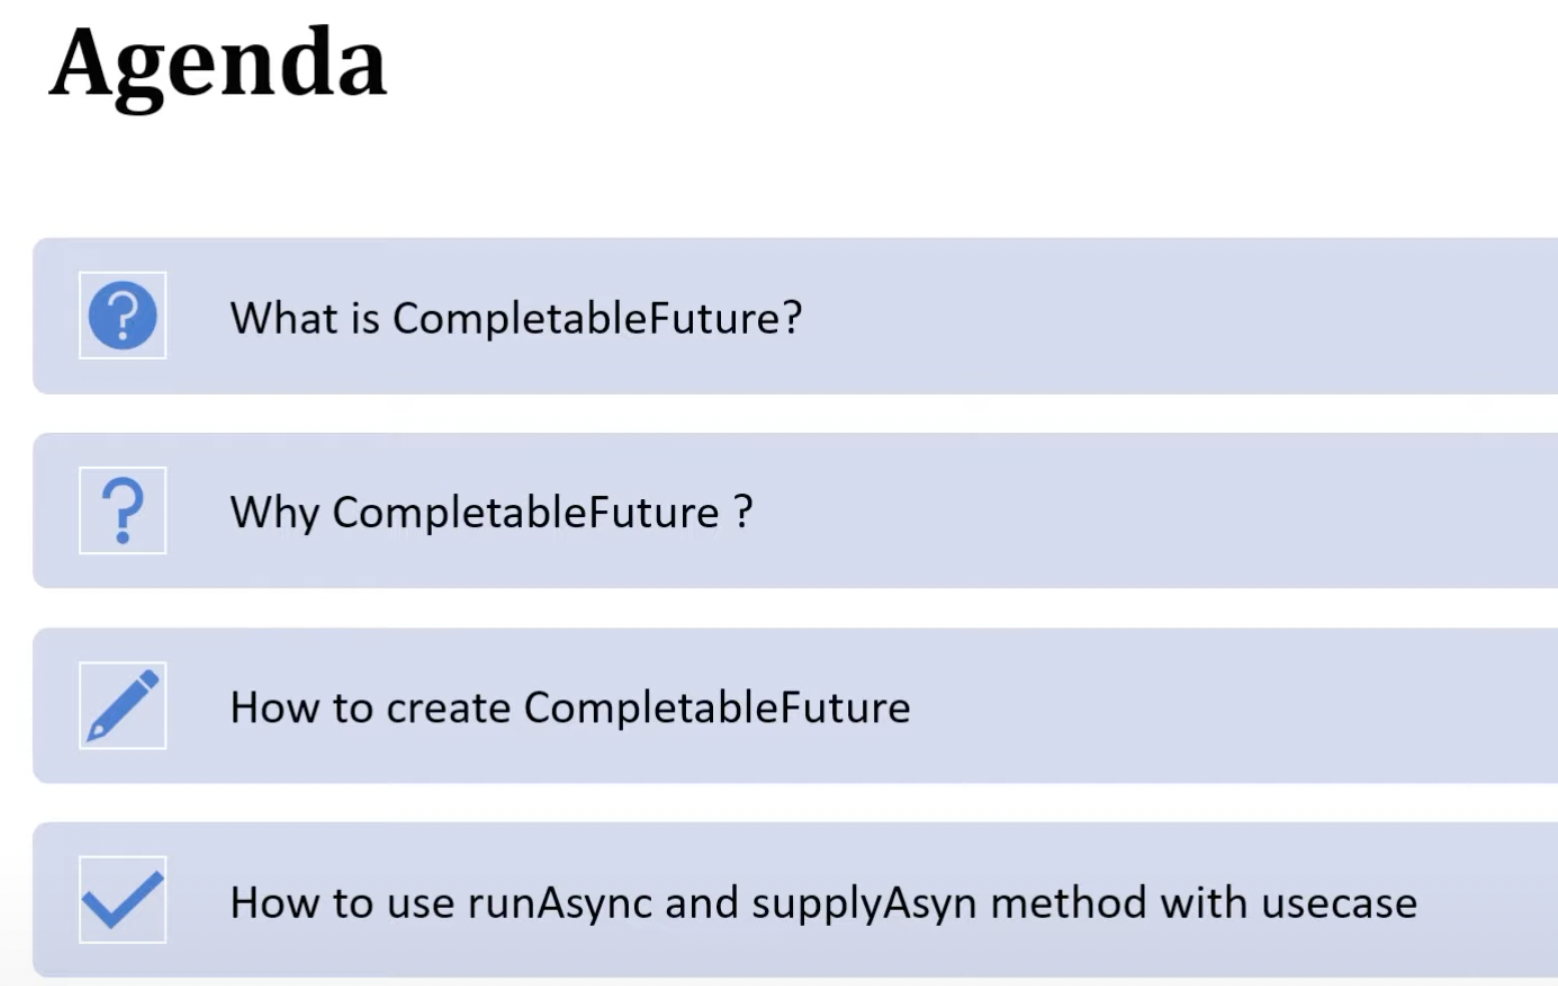 Agenda
What is CompletableFuture?
Why CompletableFuture ?
How to create CompletableFuture
How to use runAsync and supplyAsyn method with usecase